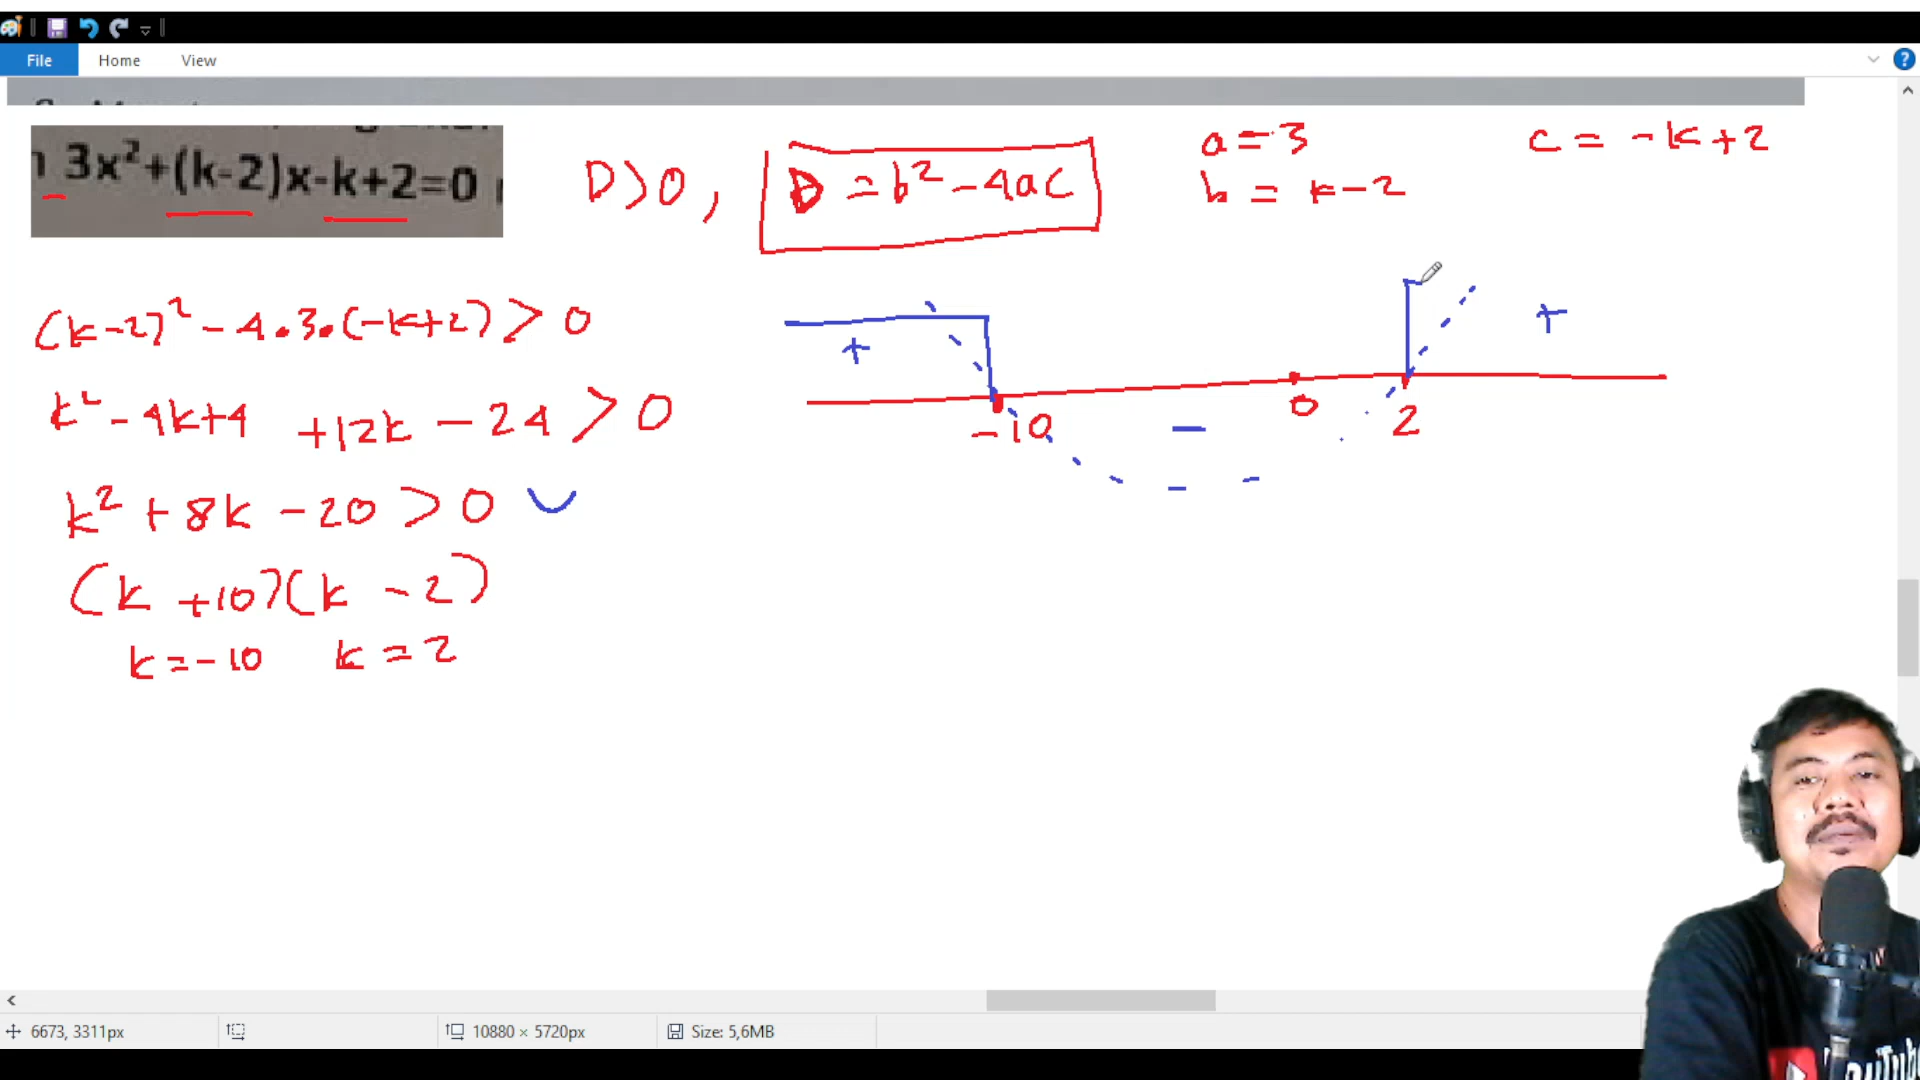 File Home View
3x²+(k-2)x-k+2=0
D>0, D = b² - 4ac
a = 3
b = k - 2
c = -k+2
(k-2)² - 4.3.(-k+2) > 0
k² - 4k+4 +12k - 24 > 0
k² + 8k - 20 > 0
(k +10)(k - 2)
k = -10 k = 2
+ +
-10 - 0 2
6673, 3311px 10880 × 5720px Size: 5,6MB